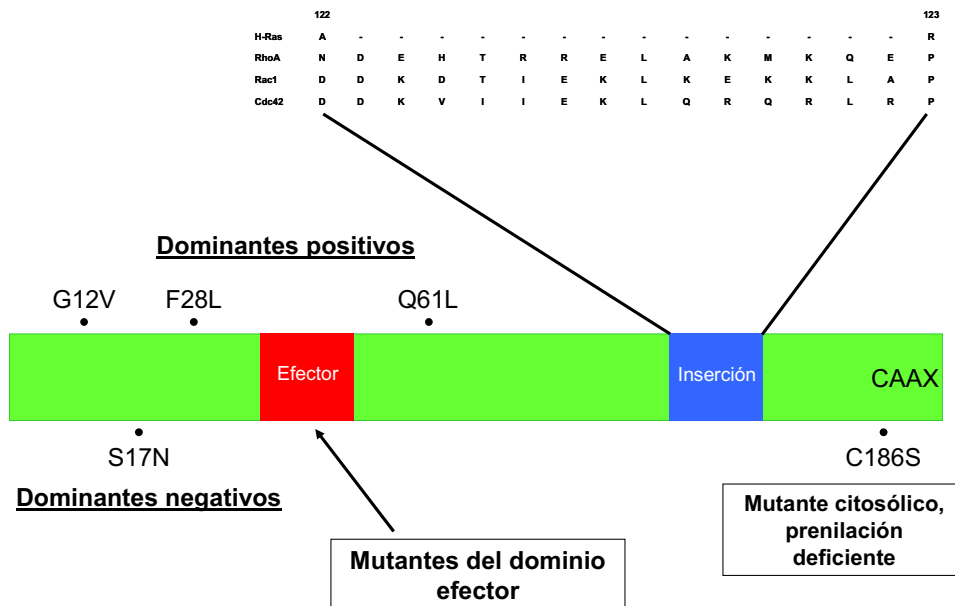 122 123
H-Ras A - - - - - - - - - - - - - R
RhoA N D E H T R R E L A K M K Q E P
Rac1 D D K D T I E K L K E K K L A P
Cdc42 D D K V I I E K L Q R Q R L R P
Dominantes positivos
G12V F28L Q61L
Efector Inserción CAAX
S17N C186S
Dominantes negativos
Mutante citosólico,
prenilación
deficiente
Mutantes del dominio
efector